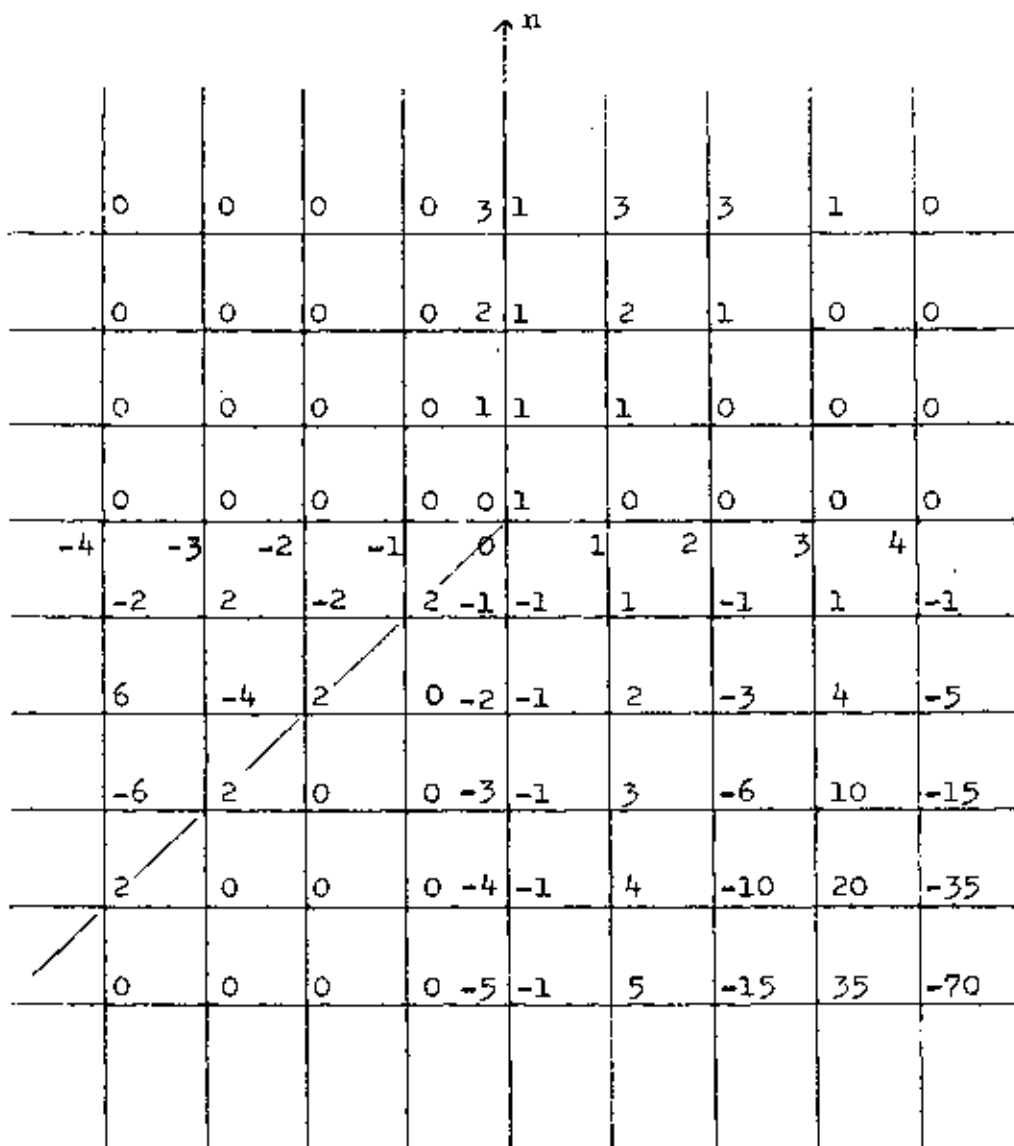 n
0 0 0 0 3 1 3 3 1 0
0 0 0 0 2 1 2 1 0 0
0 0 0 0 1 1 1 0 0 0
0 0 0 0 0 1 0 0 0 0
-4 -3 -2 -1 0 1 2 3 4
-2 2 -2 2 -1 -1 1 -1 1 -1
6 -4 2 0 -2 -1 2 -3 4 -5
-6 2 0 0 -3 -1 3 -6 10 -15
2 0 0 0 -4 -1 4 -10 20 -35
0 0 0 0 -5 -1 5 -15 35 -70